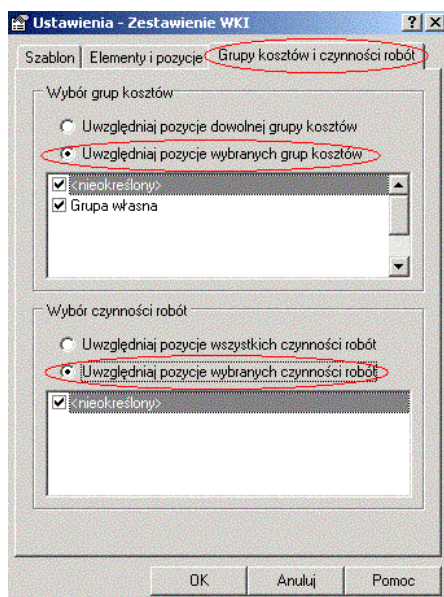 Ustawienia - Zestawienie WKI
Szablon Elementy i pozycje Grupy kosztów i czynności robót
Wybór grup kosztów
Uwzględniaj pozycje dowolnej grupy kosztów
Uwzględniaj pozycje wybranych grup kosztów
<nieokreślony>
Grupa własna
Wybór czynności robót
Uwzględniaj pozycje wszystkich czynności robót
Uwzględniaj pozycje wybranych czynności robót
<nieokreślony>
OK Anuluj Pomoc